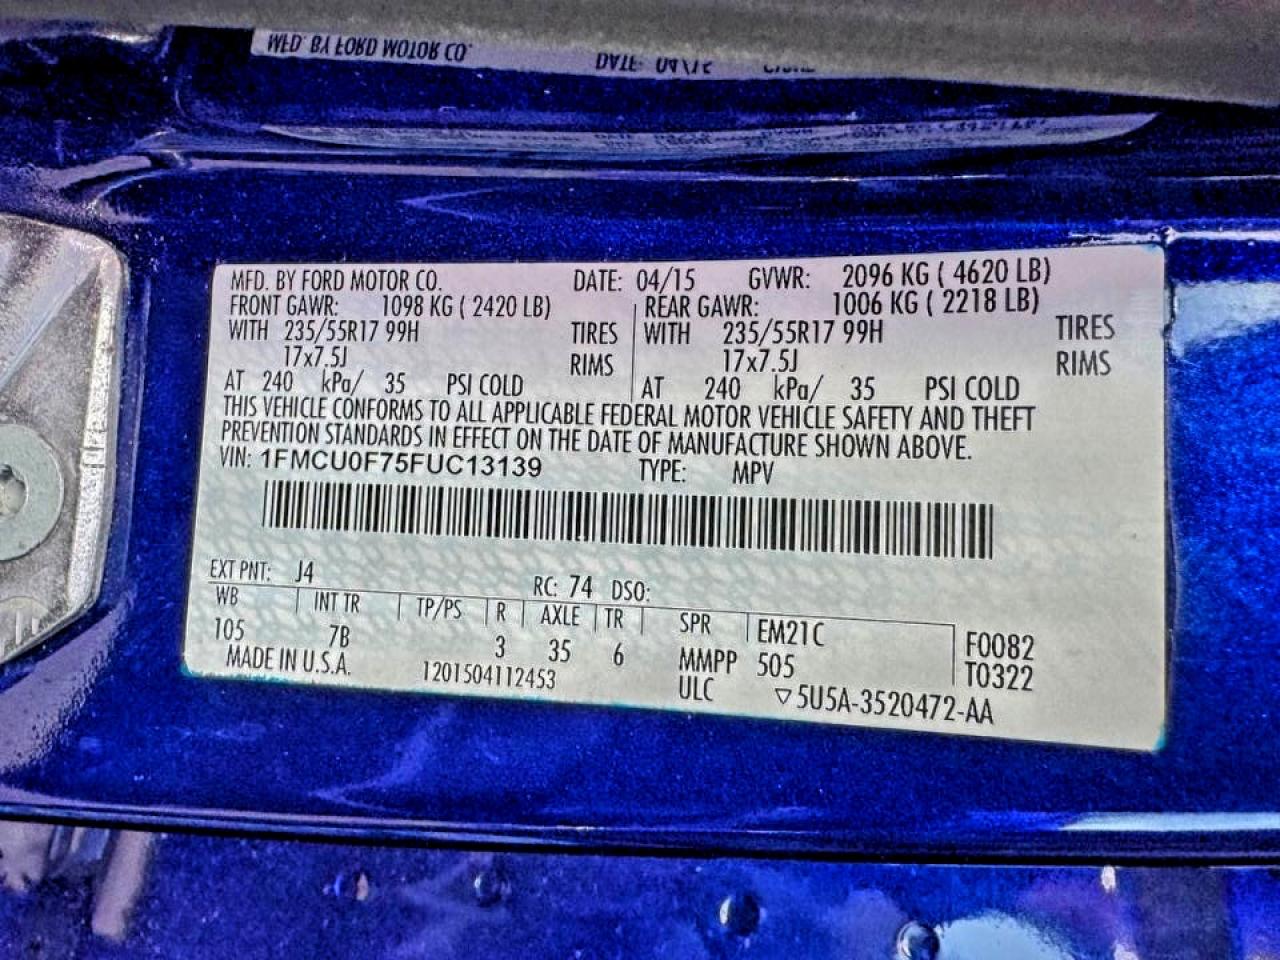 MFD. BY FORD MOTOR CO. DATE: 04/15 GVWR: 2096 KG ( 4620 LB)
FRONT GAWR: 1098 KG ( 2420 LB) REAR GAWR: 1006 KG ( 2218 LB)
WITH 235/55R17 99H TIRES WITH 235/55R17 99H TIRES
17x7.5J RIMS 17x7.5J RIMS
AT 240 kPa/ 35 PSI COLD AT 240 kPa/ 35 PSI COLD
THIS VEHICLE CONFORMS TO ALL APPLICABLE FEDERAL MOTOR VEHICLE SAFETY AND THEFT
PREVENTION STANDARDS IN EFFECT ON THE DATE OF MANUFACTURE SHOWN ABOVE.
VIN: 1FMCU0F75FUC13139 TYPE: MPV
EXT PNT: J4 RC: 74 DSO:
WB INT TR TP/PS R AXLE TR SPR EM21C F0082
105 7B 3 35 6 MMPP 505 T0322
MADE IN U.S.A. 1201504112453 ULC ▽5U5A-3520472-AA